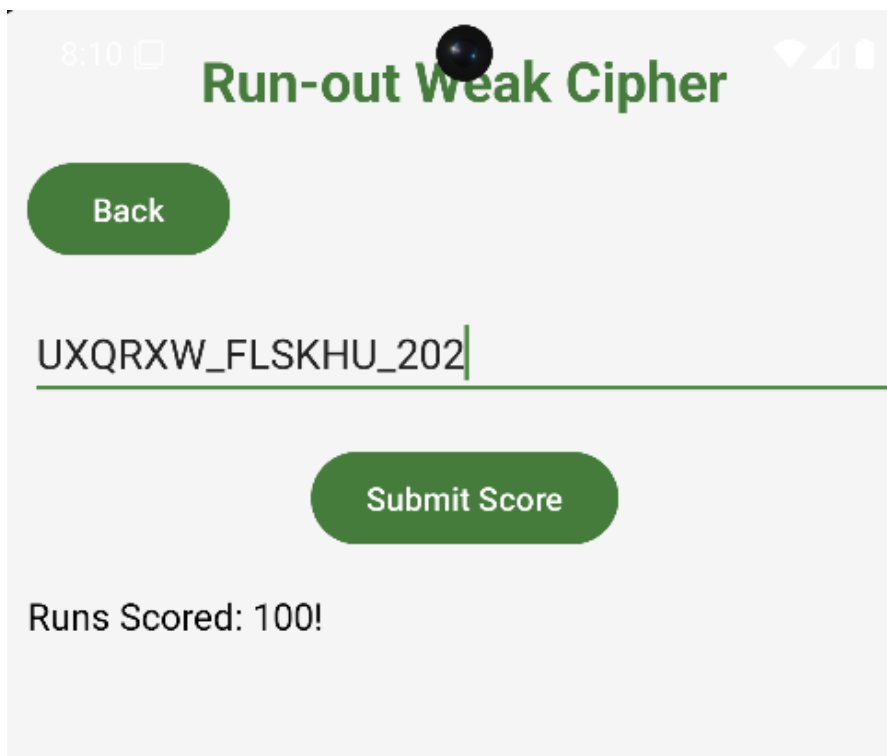 8:10
Run-out Weak Cipher
Back
UXQRXW_FLSKHU_202
Submit Score
Runs Scored: 100!